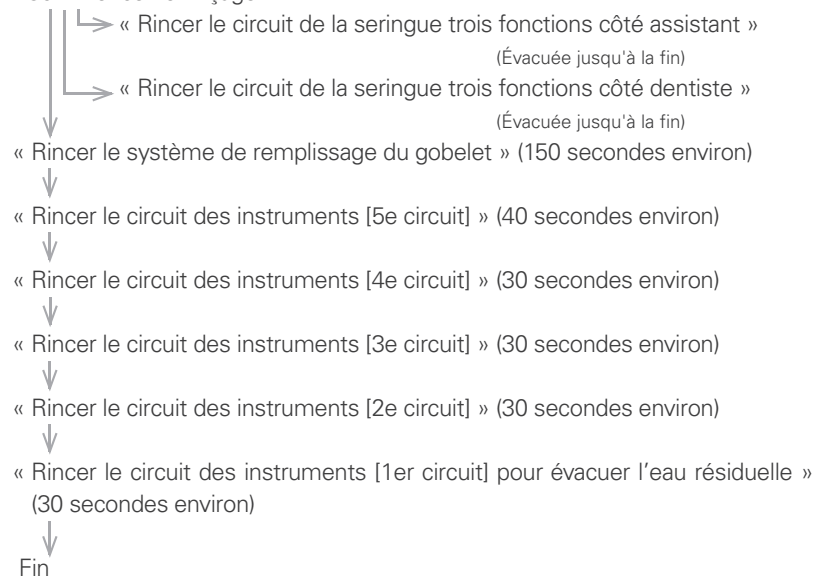 « Rincer le circuit de la seringue trois fonctions côté assistant »
(Évacuée jusqu'à la fin)
« Rincer le circuit de la seringue trois fonctions côté dentiste »
(Évacuée jusqu'à la fin)
« Rincer le système de remplissage du gobelet » (150 secondes environ)
« Rincer le circuit des instruments [5e circuit] » (40 secondes environ)
« Rincer le circuit des instruments [4e circuit] » (30 secondes environ)
« Rincer le circuit des instruments [3e circuit] » (30 secondes environ)
« Rincer le circuit des instruments [2e circuit] » (30 secondes environ)
« Rincer le circuit des instruments [1er circuit] pour évacuer l'eau résiduelle »
(30 secondes environ)
Fin